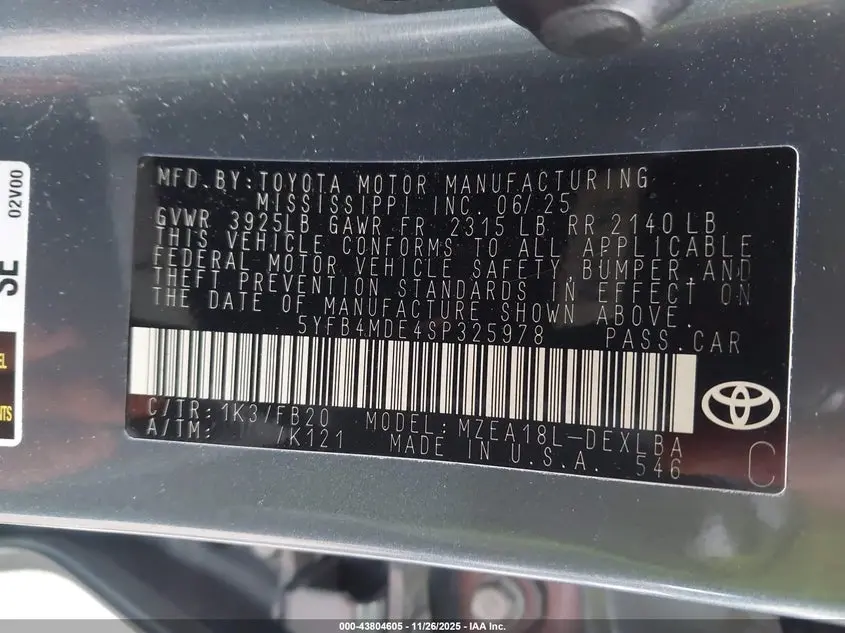 MFD.BY:TOYOTA MOTOR MANUFACTURING
MISSISSIPPI INC 06/25
GVWR 3925LB GAWR FR 2315 LB RR 2140 LB
THIS VEHICLE CONFORMS TO ALL APPLICABLE
FEDERAL MOTOR VEHICLE SAFETY, BUMPER,AND
THEFT PREVENTION STANDARDS IN EFFECT ON
THE DATE OF MANUFACTURE SHOWN ABOVE.
5YFB4MDE4SP325978 PASS.CAR
C/TR: 1K3/FB20 MODEL: MZEA18L-DEXLBA
A/TM: /K121 MADE IN U.S.A. 546
C
02V00
SE
000-43804605 - 11/26/2025 - IAA Inc.